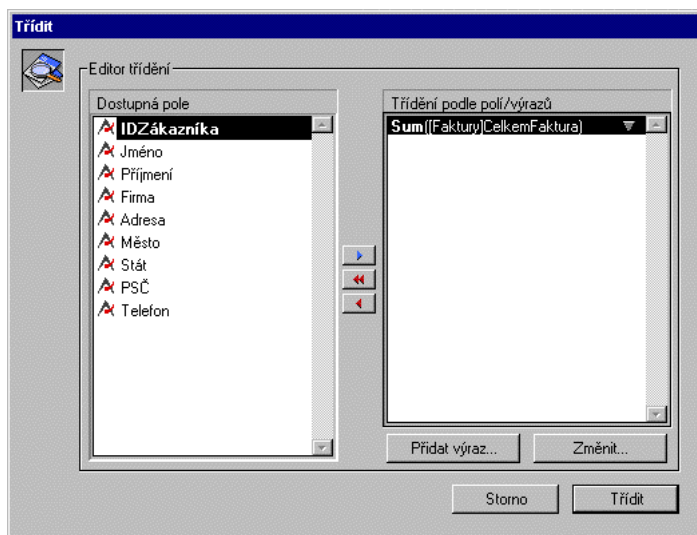 Třídit
Editor třídění
Dostupná pole
IDZákazníka
Jméno
Příjmení
Firma
Adresa
Město
Stát
PSČ
Telefon
Třídění podle polí/výrazů
Sum([Faktury]CelkemFaktura)
Přidat výraz...
Změnit...
Storno
Třídit